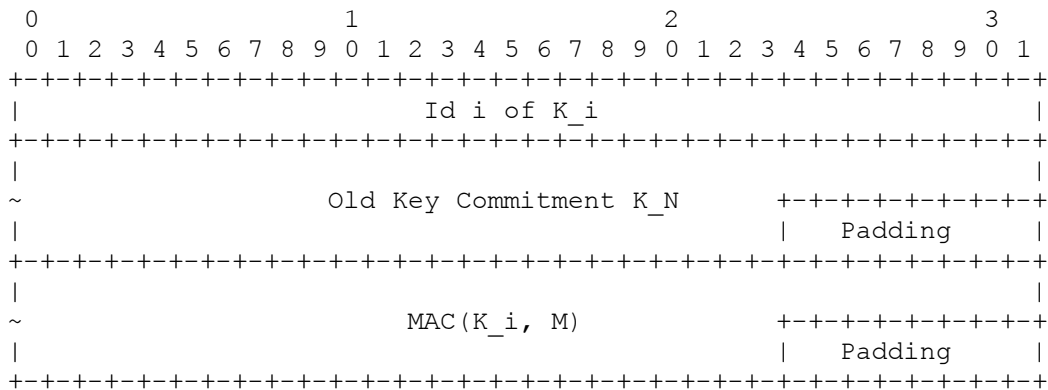 0                   1                   2                   3
 0 1 2 3 4 5 6 7 8 9 0 1 2 3 4 5 6 7 8 9 0 1 2 3 4 5 6 7 8 9 0 1
+-+-+-+-+-+-+-+-+-+-+-+-+-+-+-+-+-+-+-+-+-+-+-+-+-+-+-+-+-+-+-+-+
|                         Id i of K_i                           |
+-+-+-+-+-+-+-+-+-+-+-+-+-+-+-+-+-+-+-+-+-+-+-+-+-+-+-+-+-+-+-+-+
|                                                               |
~                   Old Key Commitment K_N      +-+-+-+-+-+-+-+-+
|                                               |   Padding     |
+-+-+-+-+-+-+-+-+-+-+-+-+-+-+-+-+-+-+-+-+-+-+-+-+-+-+-+-+-+-+-+-+
|                                                               |
~                        MAC(K_i, M)            +-+-+-+-+-+-+-+-+
|                                               |   Padding     |
+-+-+-+-+-+-+-+-+-+-+-+-+-+-+-+-+-+-+-+-+-+-+-+-+-+-+-+-+-+-+-+-+